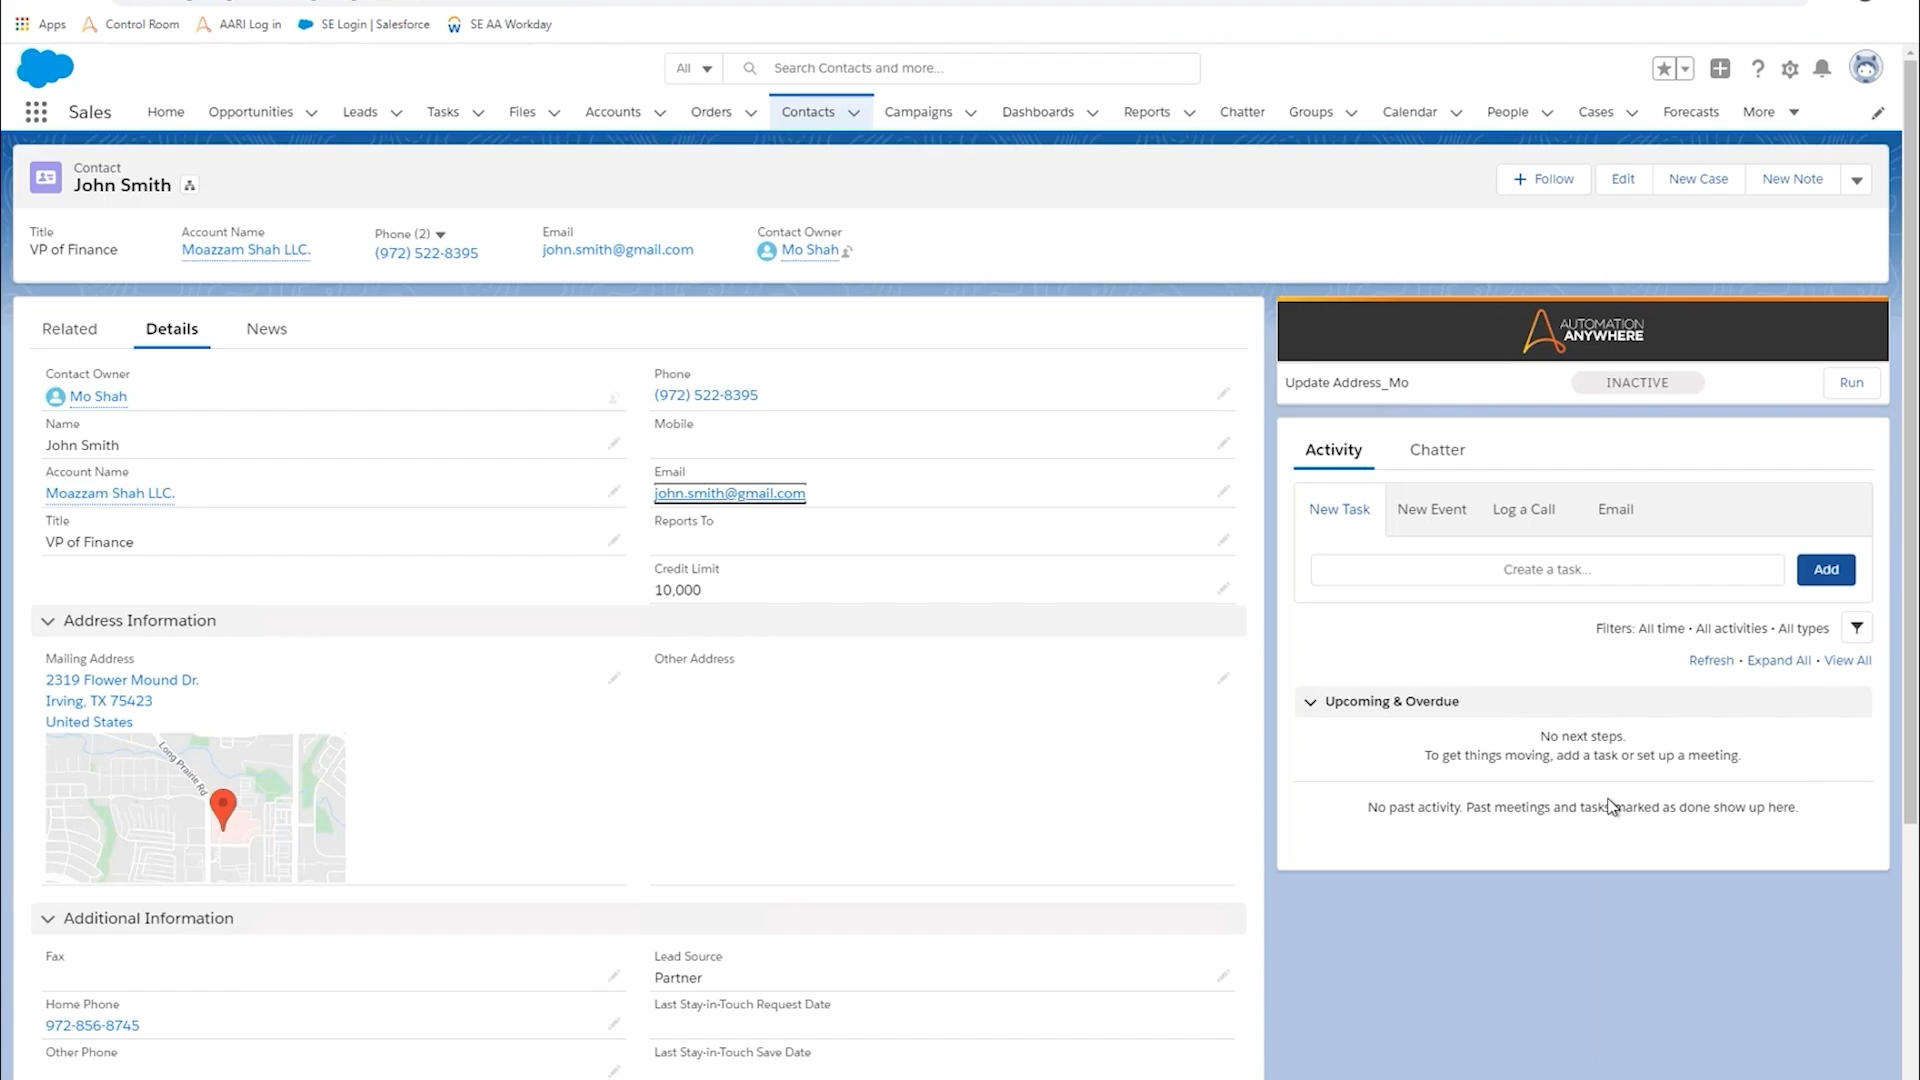 Apps Control Room AARI Log in SE Login | Salesforce SE AA Workday
All Search Contacts and more...
Sales Home Opportunities Leads Tasks Files Accounts Orders Contacts Campaigns Dashboards Reports Chatter Groups Calendar People Cases Forecasts More
Contact
John Smith
+ Follow Edit New Case New Note
Title
VP of Finance
Account Name
Moazzam Shah LLC.
Phone (2)
(972) 522-8395
Email
john.smith@gmail.com
Contact Owner
Mo Shah
Related Details News
Contact Owner
Mo Shah
Name
John Smith
Account Name
Moazzam Shah LLC.
Title
VP of Finance
Phone
(972) 522-8395
Mobile
Email
john.smith@gmail.com
Reports To
Credit Limit
10,000
Address Information
Mailing Address
2319 Flower Mound Dr.
Irving, TX 75423
United States
Long Prairie Rd
Other Address
Additional Information
Fax
Home Phone
972-856-8745
Other Phone
Lead Source
Partner
Last Stay-in-Touch Request Date
Last Stay-in-Touch Save Date
AUTOMATION
ANYWHERE
Update Address_Mo INACTIVE Run
Activity Chatter
New Task New Event Log a Call Email
Create a task... Add
Filters: All time • All activities • All types
Refresh • Expand All • View All
Upcoming & Overdue
No next steps.
To get things moving, add a task or set up a meeting.
No past activity. Past meetings and tasks marked as done show up here.